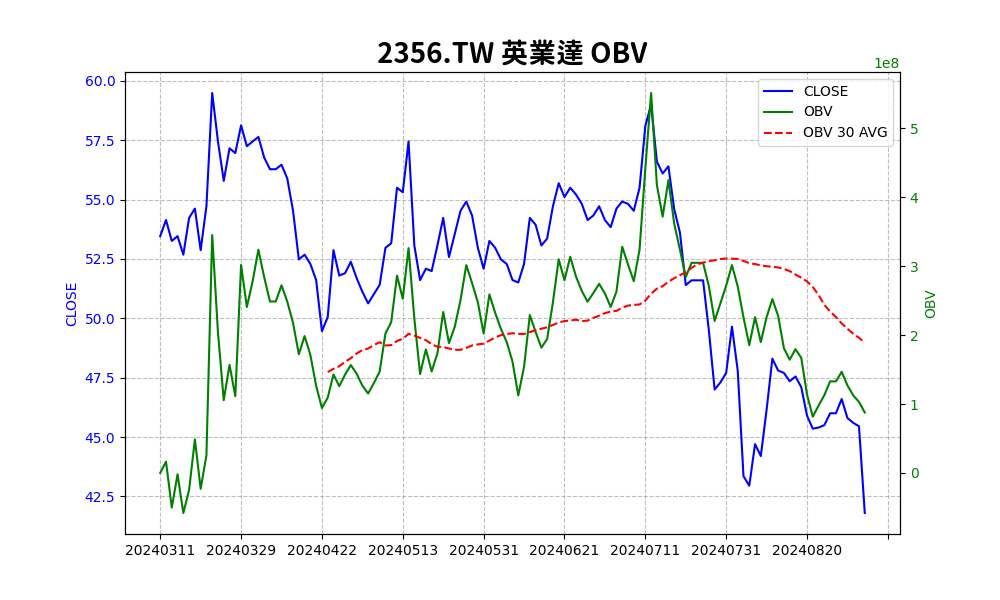 2356.TW 英業達 OBV
1e8
60.0
57.5
55.0
52.5
50.0
47.5
45.0
42.5
CLOSE
CLOSE
OBV
OBV 30 AVG
5
4
3
2
1
0
OBV
20240311 20240329 20240422 20240513 20240531 20240621 20240711 20240731 20240820